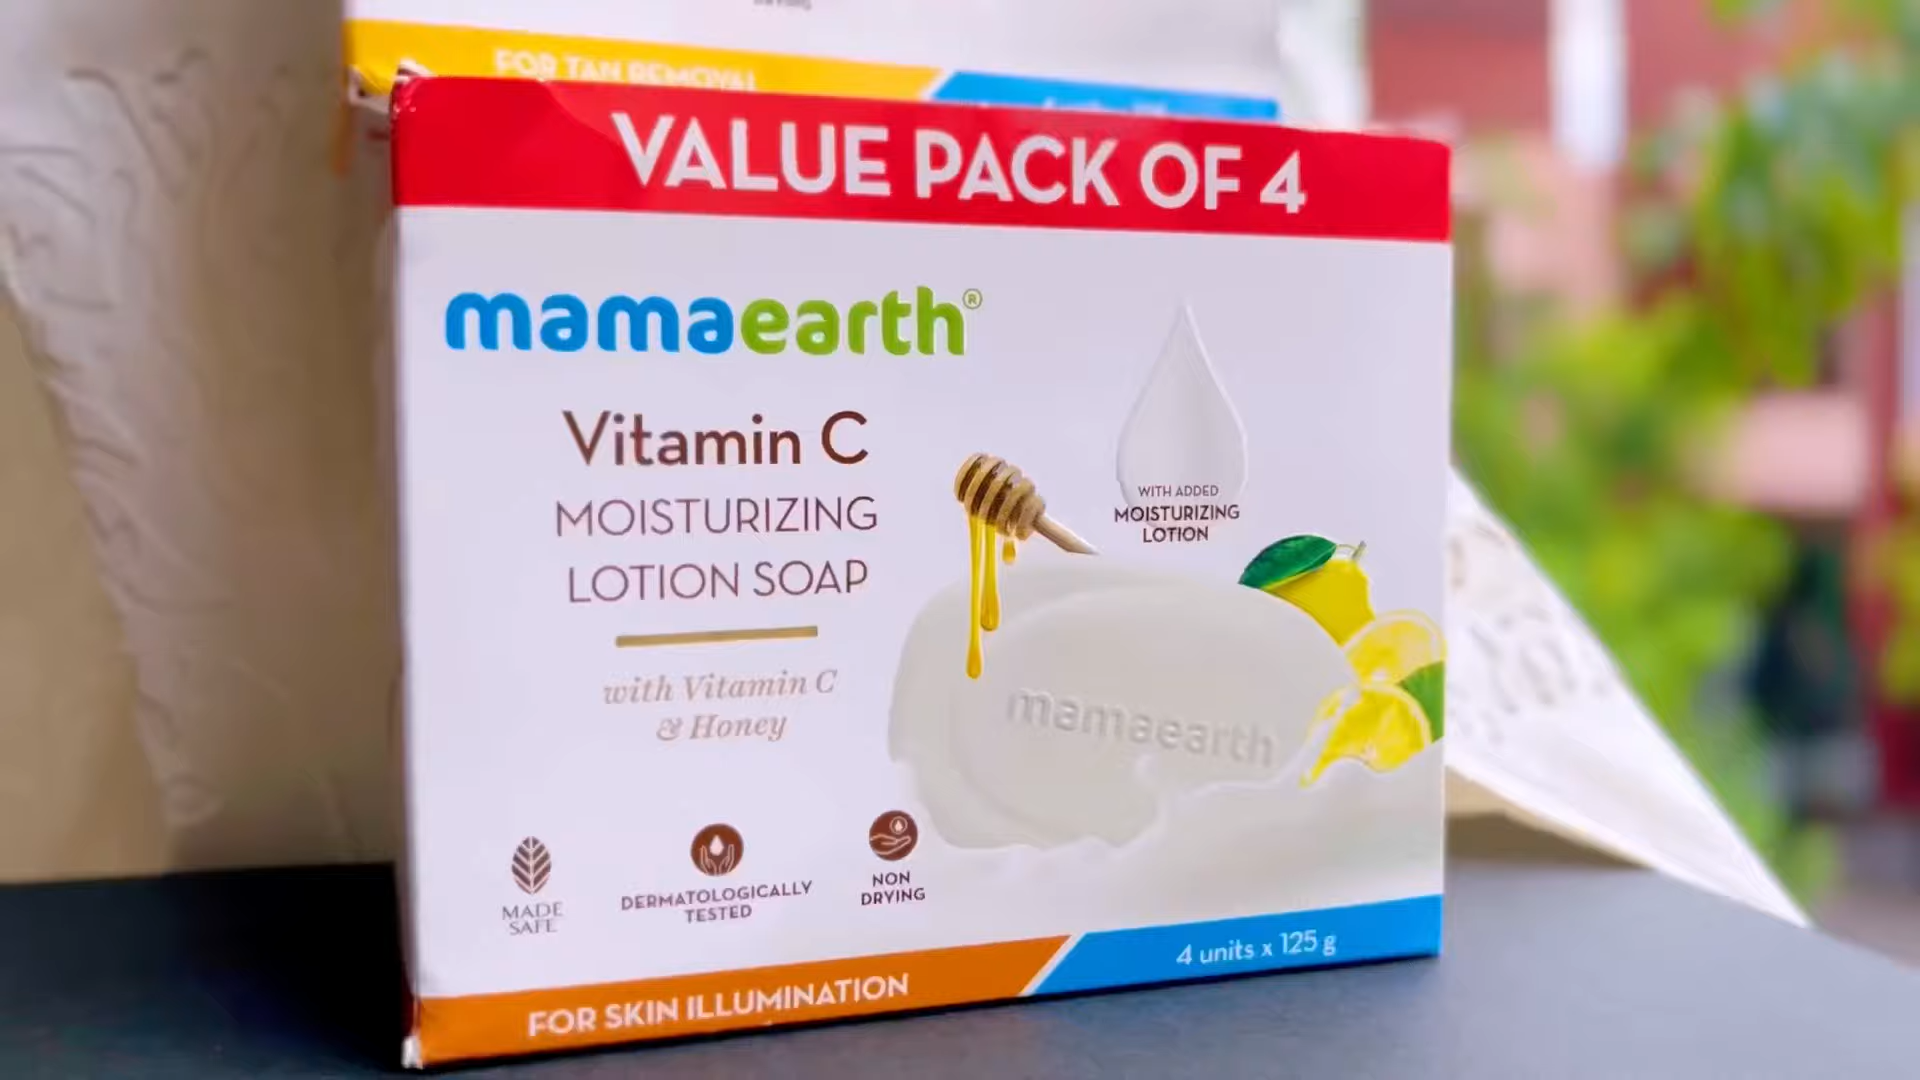 FOR TAN REMOVAL
VALUE PACK OF 4
mamaearth®
Vitamin C
MOISTURIZING
LOTION SOAP
with Vitamin C
& Honey
WITH ADDED
MOISTURIZING
LOTION
mamaearth
MADE
SAFE
DERMATOLOGICALLY
TESTED
NON
DRYING
FOR SKIN ILLUMINATION
4 units x 125 g